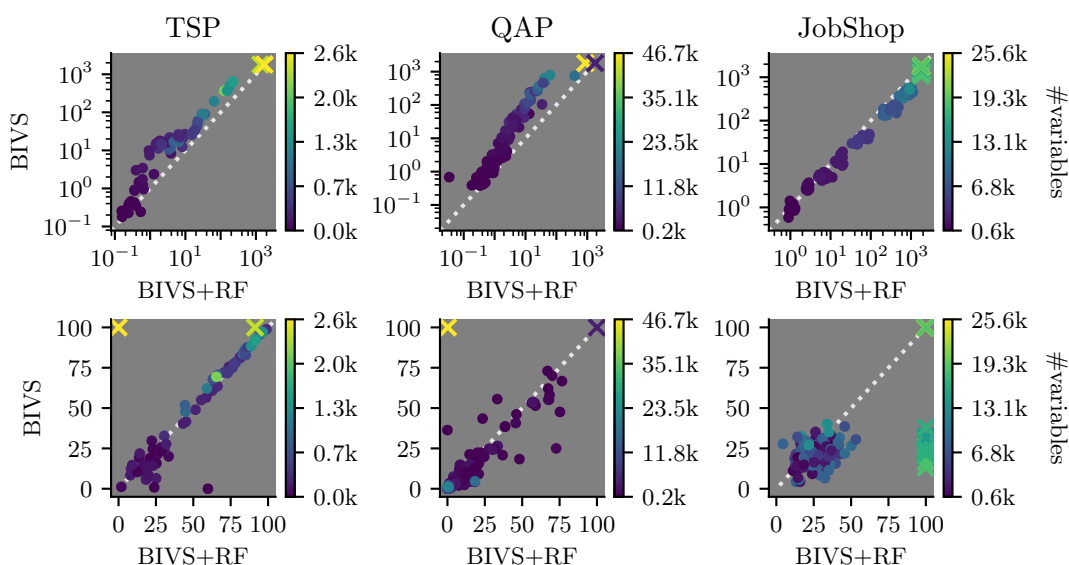 TSP QAP JobShop
BIVS
10^3 10^2 10^1 10^0 10^−1
10^−1 10^1 10^3
BIVS+RF
2.6k 2.0k 1.3k 0.7k 0.0k
10^3 10^2 10^1 10^0 10^−1
10^−1 10^1 10^3
BIVS+RF
46.7k 35.1k 23.5k 11.8k 0.2k
10^3 10^2 10^1 10^0
10^0 10^1 10^2 10^3
BIVS+RF
25.6k 19.3k 13.1k 6.8k 0.6k
#variables
BIVS
100 75 50 25 0
0 25 50 75 100
BIVS+RF
2.6k 2.0k 1.3k 0.7k 0.0k
100 75 50 25 0
0 25 50 75 100
BIVS+RF
46.7k 35.1k 23.5k 11.8k 0.2k
100 75 50 25 0
0 25 50 75 100
BIVS+RF
25.6k 19.3k 13.1k 6.8k 0.6k
#variables